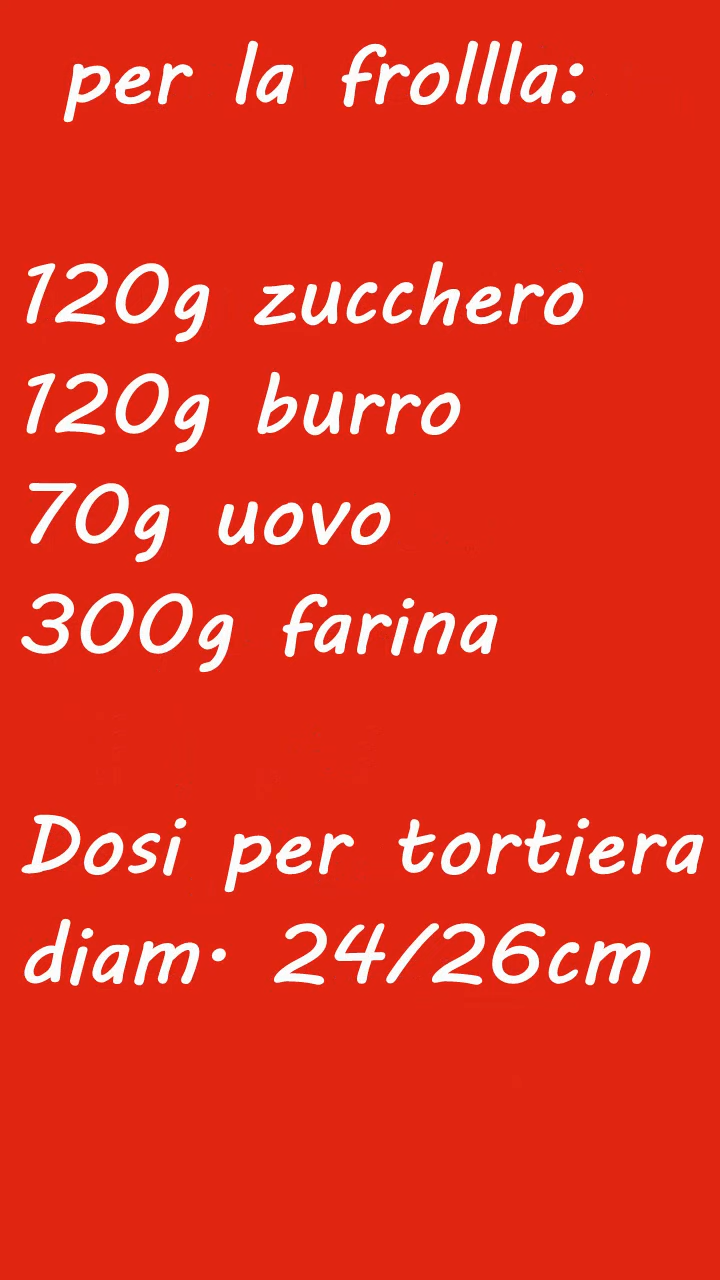 per la frollla:
120g zucchero
120g burro
70g uovo
300g farina
Dosi per tortiera
diam. 24/26cm